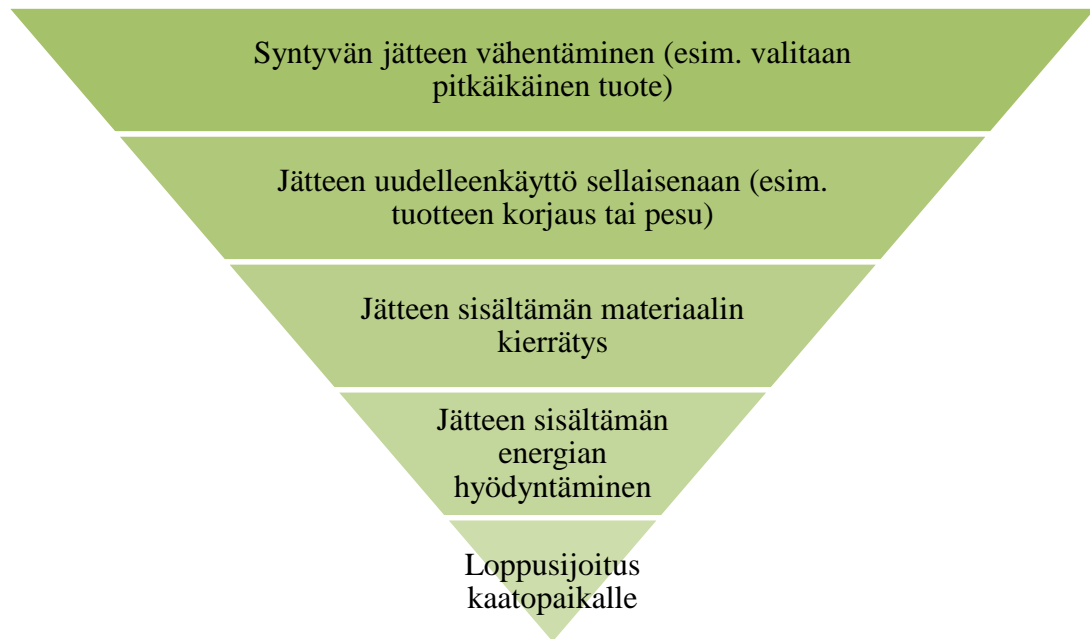 Syntyvän jätteen vähentäminen (esim. valitaan
pitkäikäinen tuote)
Jätteen uudelleenkäyttö sellaisenaan (esim.
tuotteen korjaus tai pesu)
Jätteen sisältämän materiaalin
kierrätys
Jätteen sisältämän
energian
hyödyntäminen
Loppusijoitus
kaatopaikalle